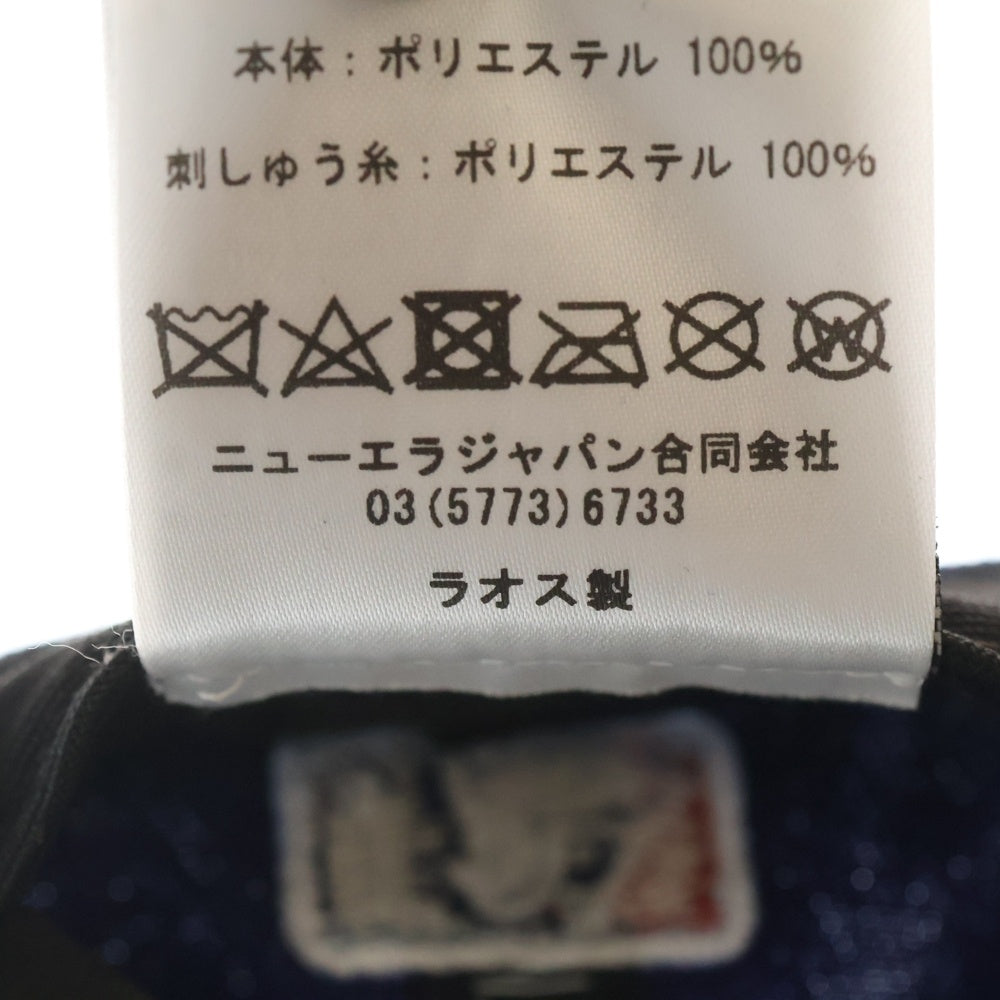 本体：ポリエステル 100%
刺しゅう糸：ポリエステル 100%
W
ニューエラジャパン合同会社
03(5773)6733
ラオス製